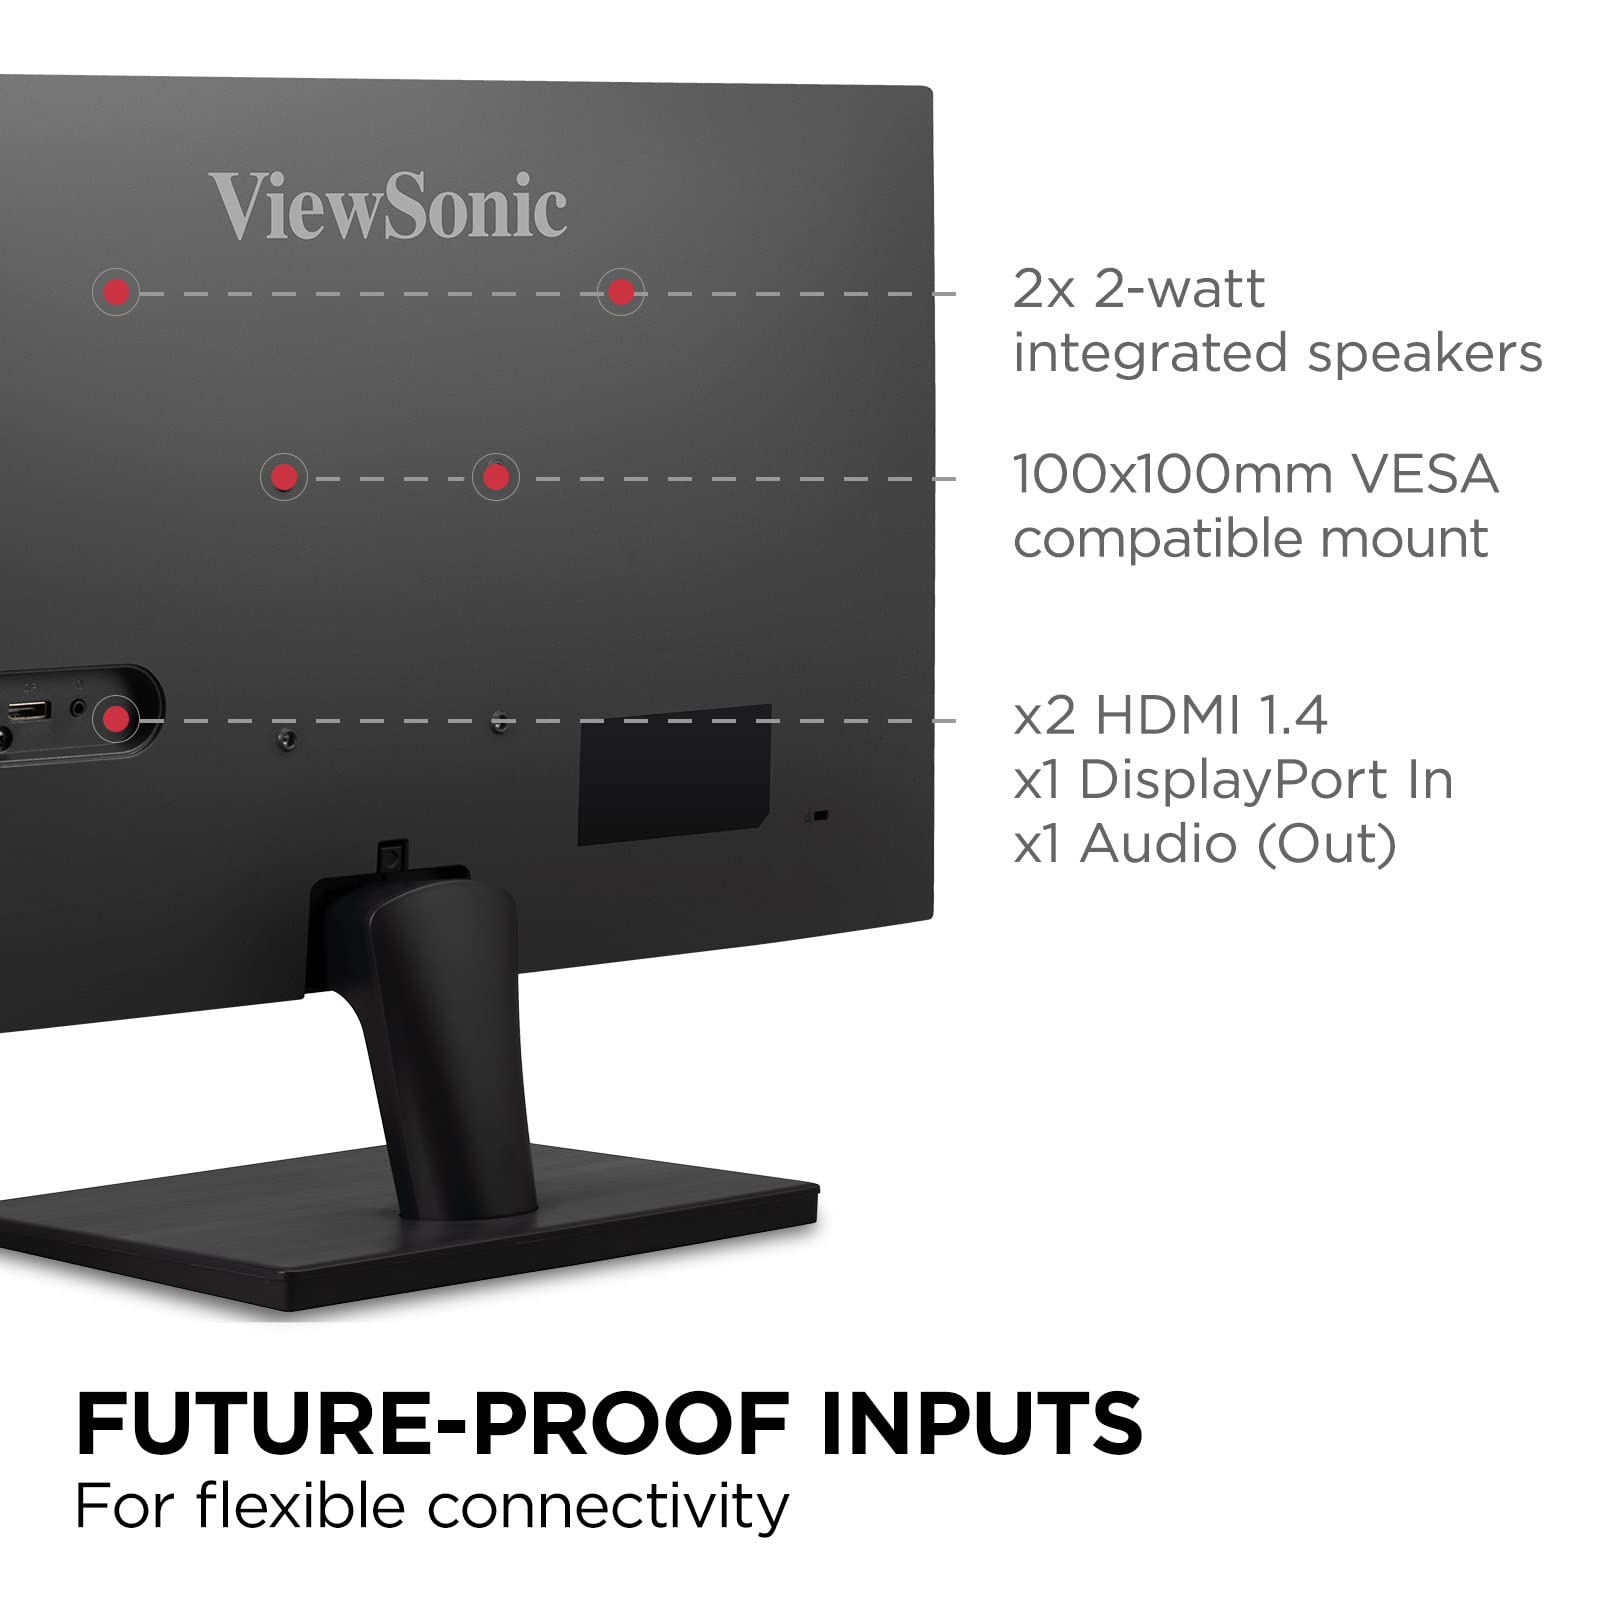 ViewSonic
2x 2-watt
integrated speakers
100x100mm VESA
compatible mount
x2 HDMI 1.4
x1 DisplayPort In
x1 Audio (Out)
FUTURE-PROOF INPUTS
For flexible connectivity